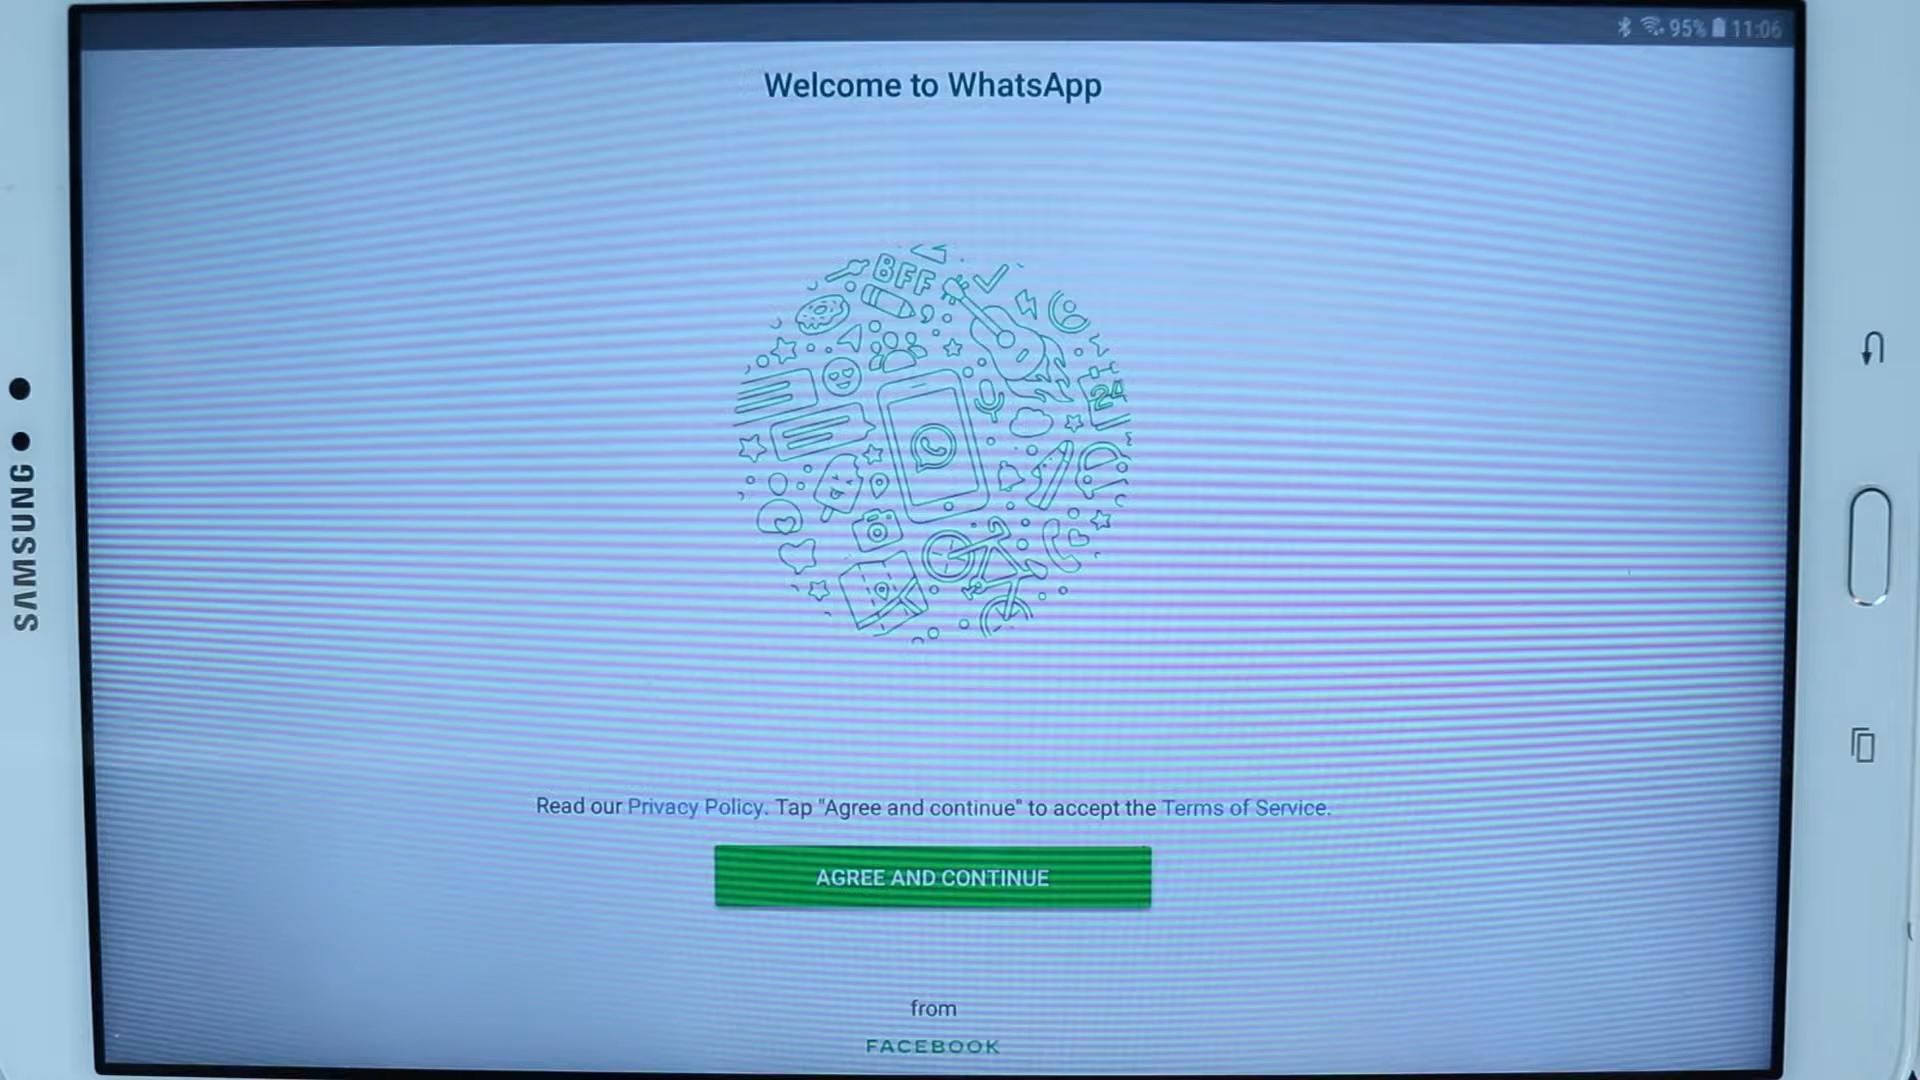 95% 11:06
Welcome to WhatsApp
BFF
24
SAMSUNG
Read our Privacy Policy. Tap "Agree and continue" to accept the Terms of Service.
AGREE AND CONTINUE
from
FACEBOOK